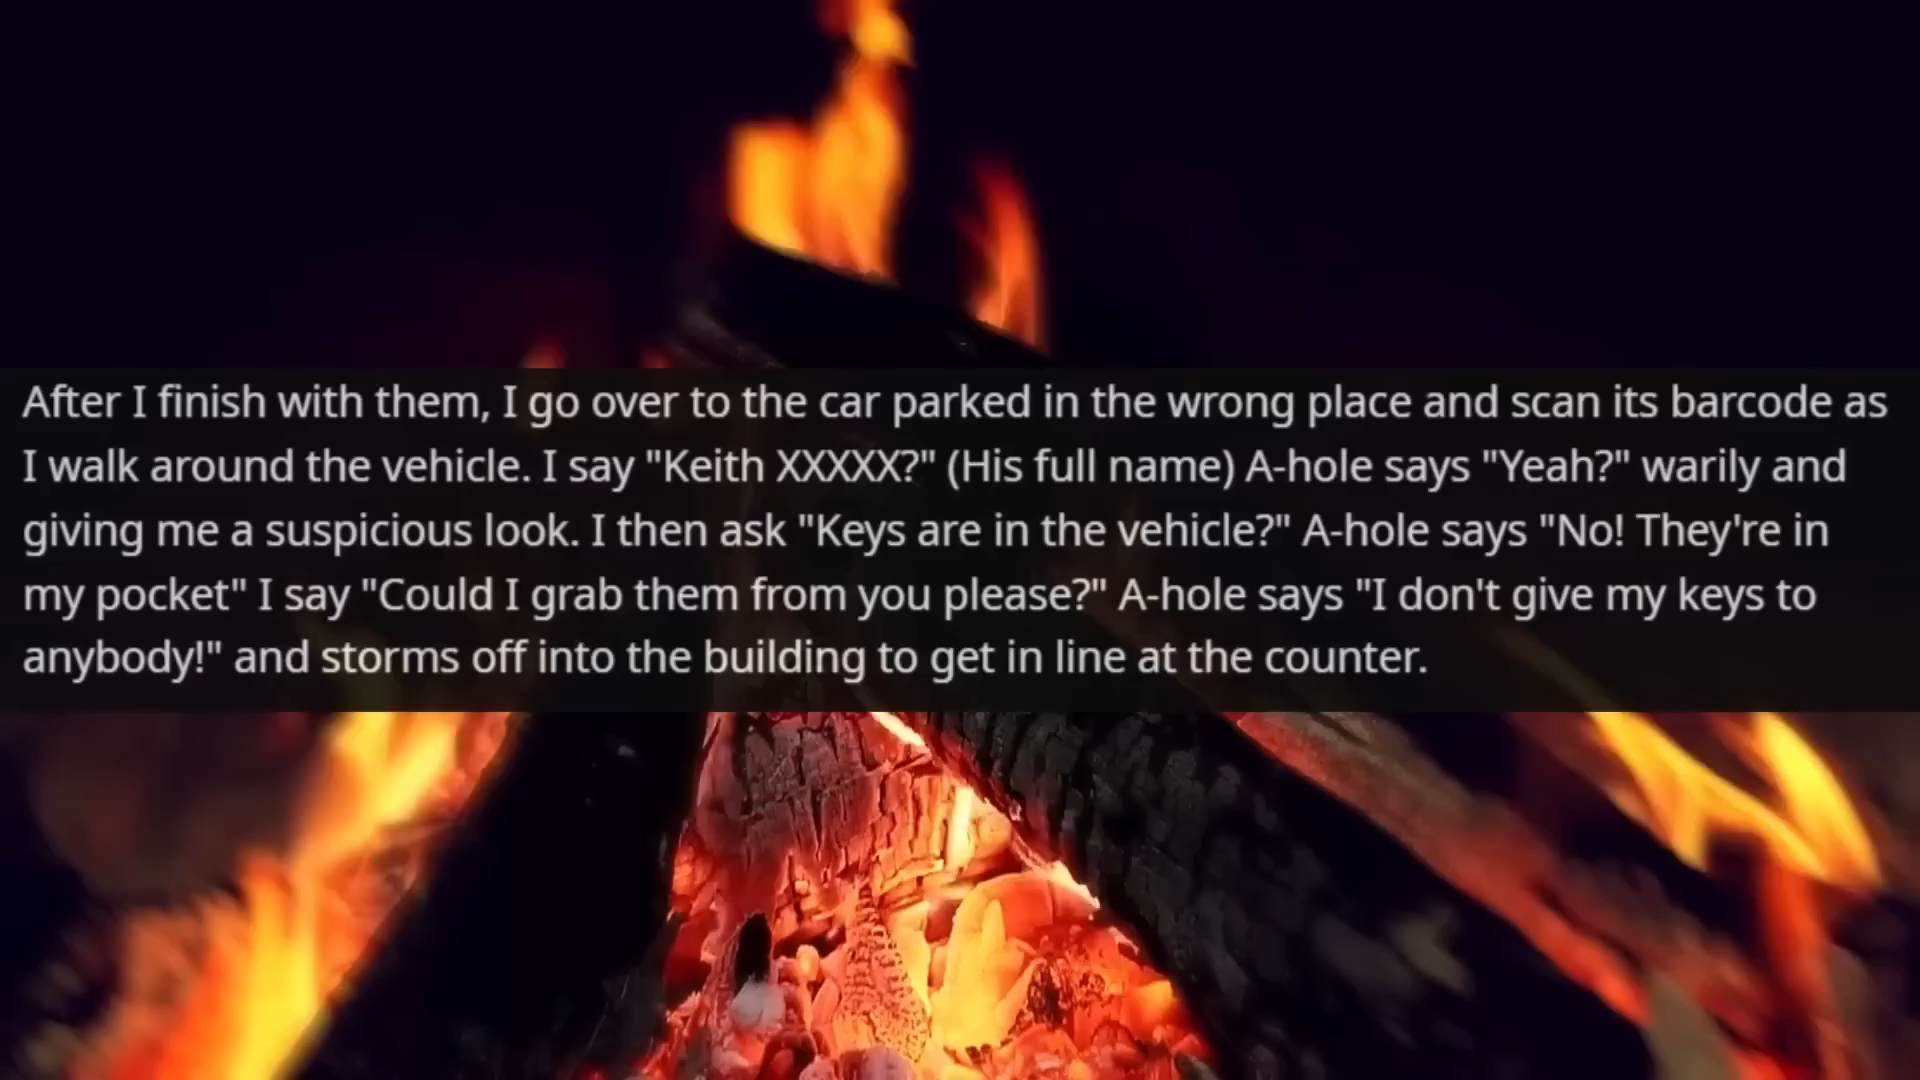 After I finish with them, I go over to the car parked in the wrong place and scan its barcode as
I walk around the vehicle. I say "Keith XXXXX?" (His full name) A-hole says "Yeah?" warily and
giving me a suspicious look. I then ask "Keys are in the vehicle?" A-hole says "No! They're in
my pocket" I say "Could I grab them from you please?" A-hole says "I don't give my keys to
anybody!" and storms off into the building to get in line at the counter.